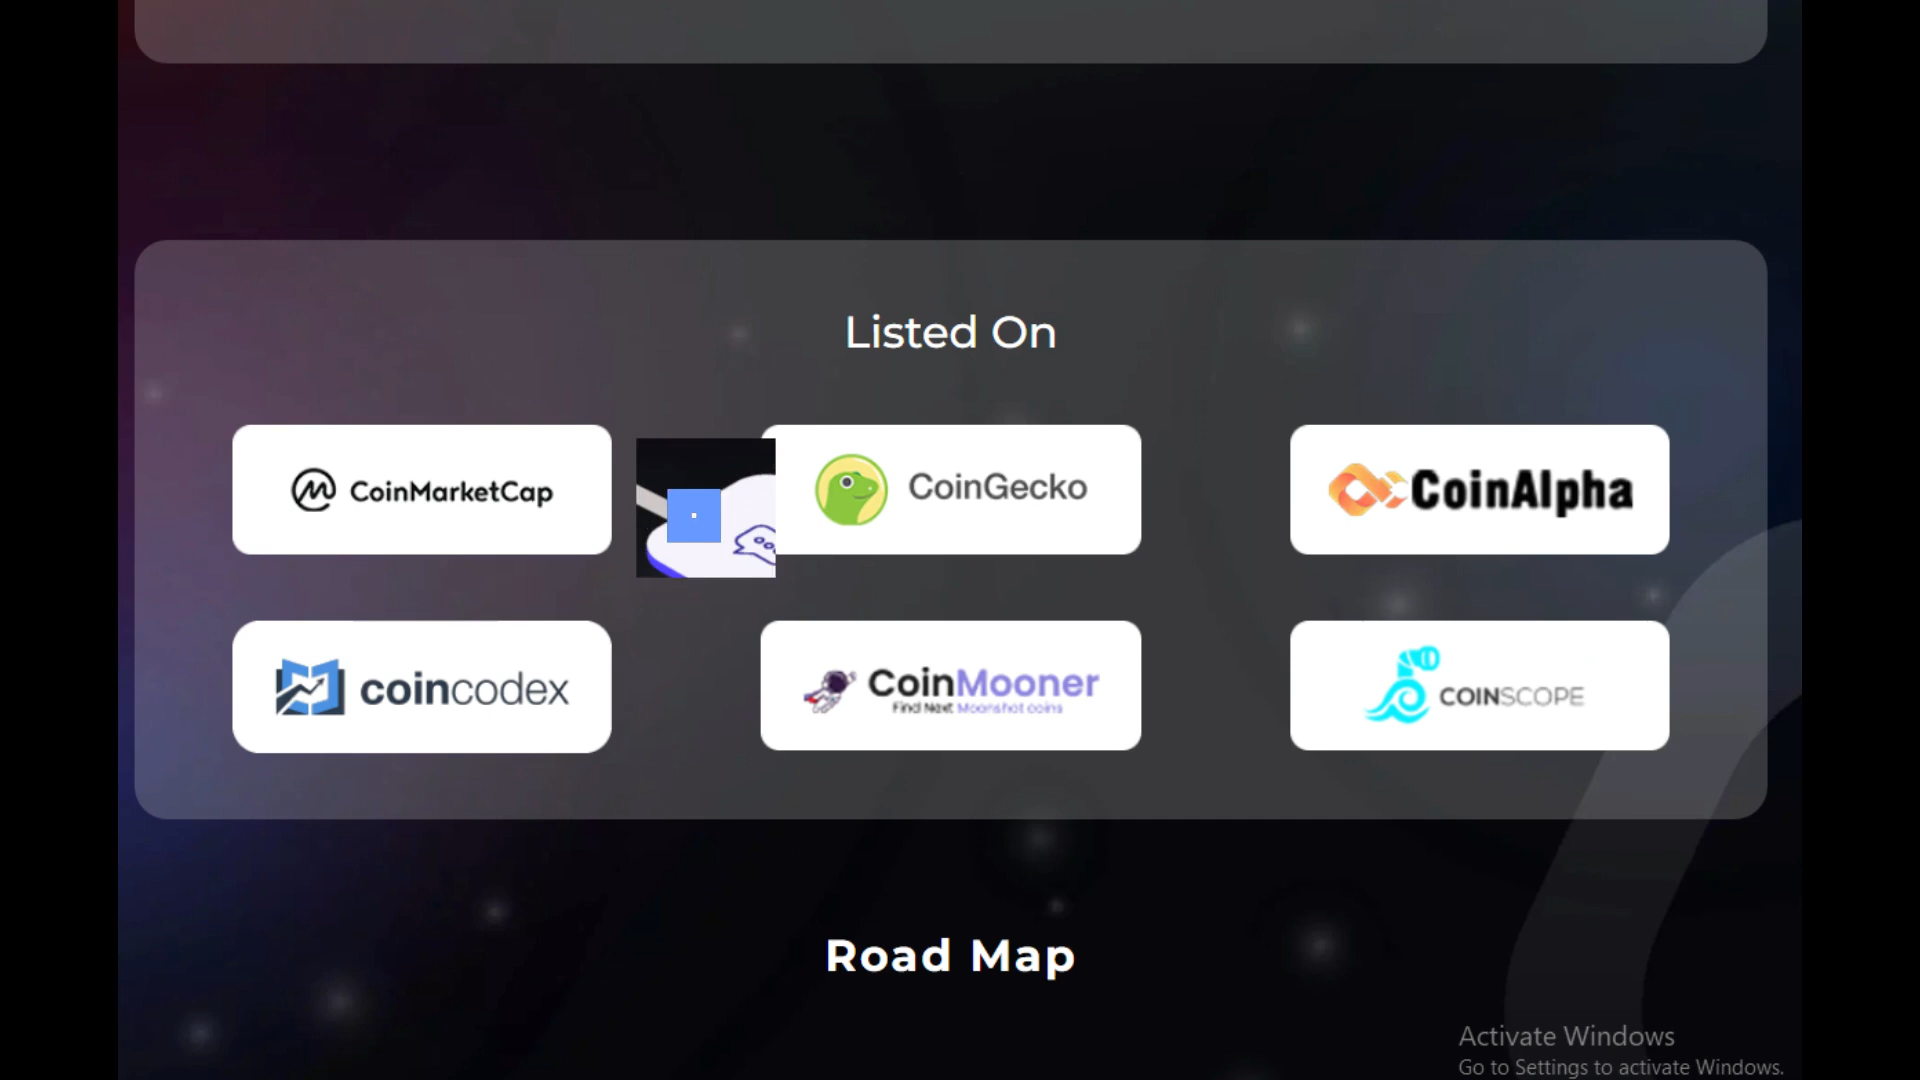 Listed On
CoinMarketCap
CoinGecko
CoinAlpha
coincodex
CoinMooner
Find Next Moonshot coins
COINSCOPE
Road Map
Activate Windows
Go to Settings to activate Windows.